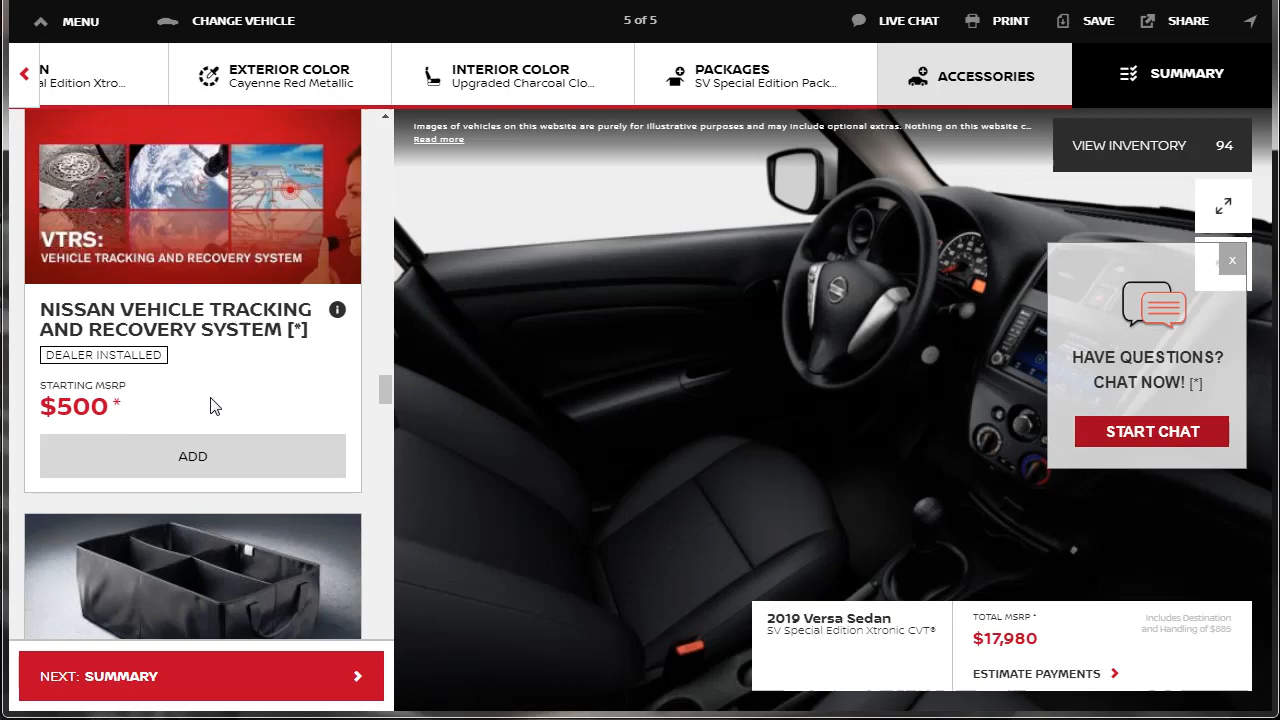 MENU
CHANGE VEHICLE
5 of 5
LIVE CHAT
PRINT
SAVE
SHARE
N
al Edition Xtro...
EXTERIOR COLOR
Cayenne Red Metallic
INTERIOR COLOR
Upgraded Charcoal Clo...
PACKAGES
SV Special Edition Pack...
ACCESSORIES
SUMMARY
Images of vehicles on this website are purely for illustrative purposes and may include optional extras. Nothing on this website c...
Read more
VIEW INVENTORY 94
VTRS:
VEHICLE TRACKING AND RECOVERY SYSTEM
NISSAN VEHICLE TRACKING
AND RECOVERY SYSTEM [*]
DEALER INSTALLED
STARTING MSRP
$500 *
ADD
x
HAVE QUESTIONS?
CHAT NOW! [*]
START CHAT
2019 Versa Sedan
SV Special Edition Xtronic CVT®
TOTAL MSRP *
$17,980
Includes Destination
and Handling of $885
ESTIMATE PAYMENTS
NEXT: SUMMARY